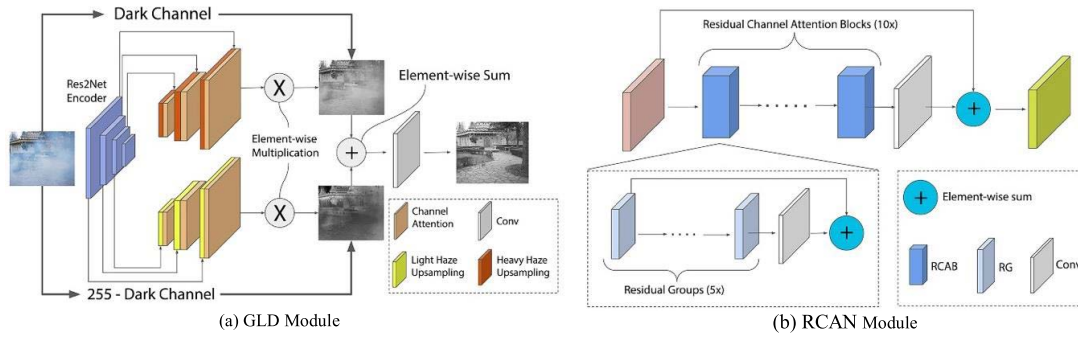 Dark Channel
Res2Net
Encoder
X
Element-wise Sum
Element-wise
Multiplication
+
X
Channel
Attention
Conv
Light Haze
Upsampling
Heavy Haze
Upsampling
255 - Dark Channel
(a) GLD Module
Residual Channel Attention Blocks (10x)
+
+
Residual Groups (5x)
+
Element-wise sum
RCAB
RG
Conv
(b) RCAN Module